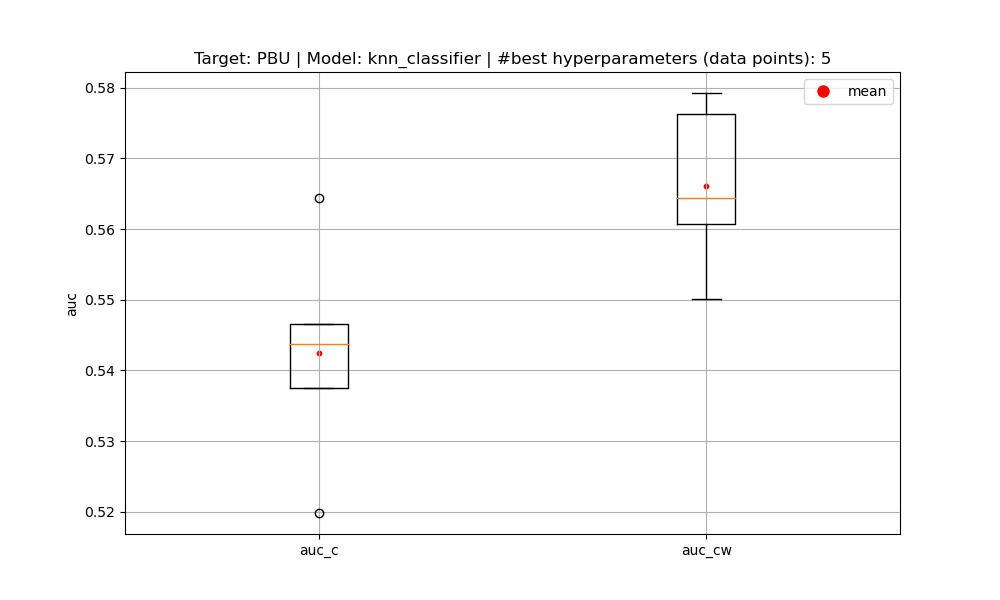 Target: PBU | Model: knn_classifier | #best hyperparameters (data points): 5
mean
0.58
0.57
0.56
0.55
0.54
0.53
0.52
auc
auc_c
auc_cw